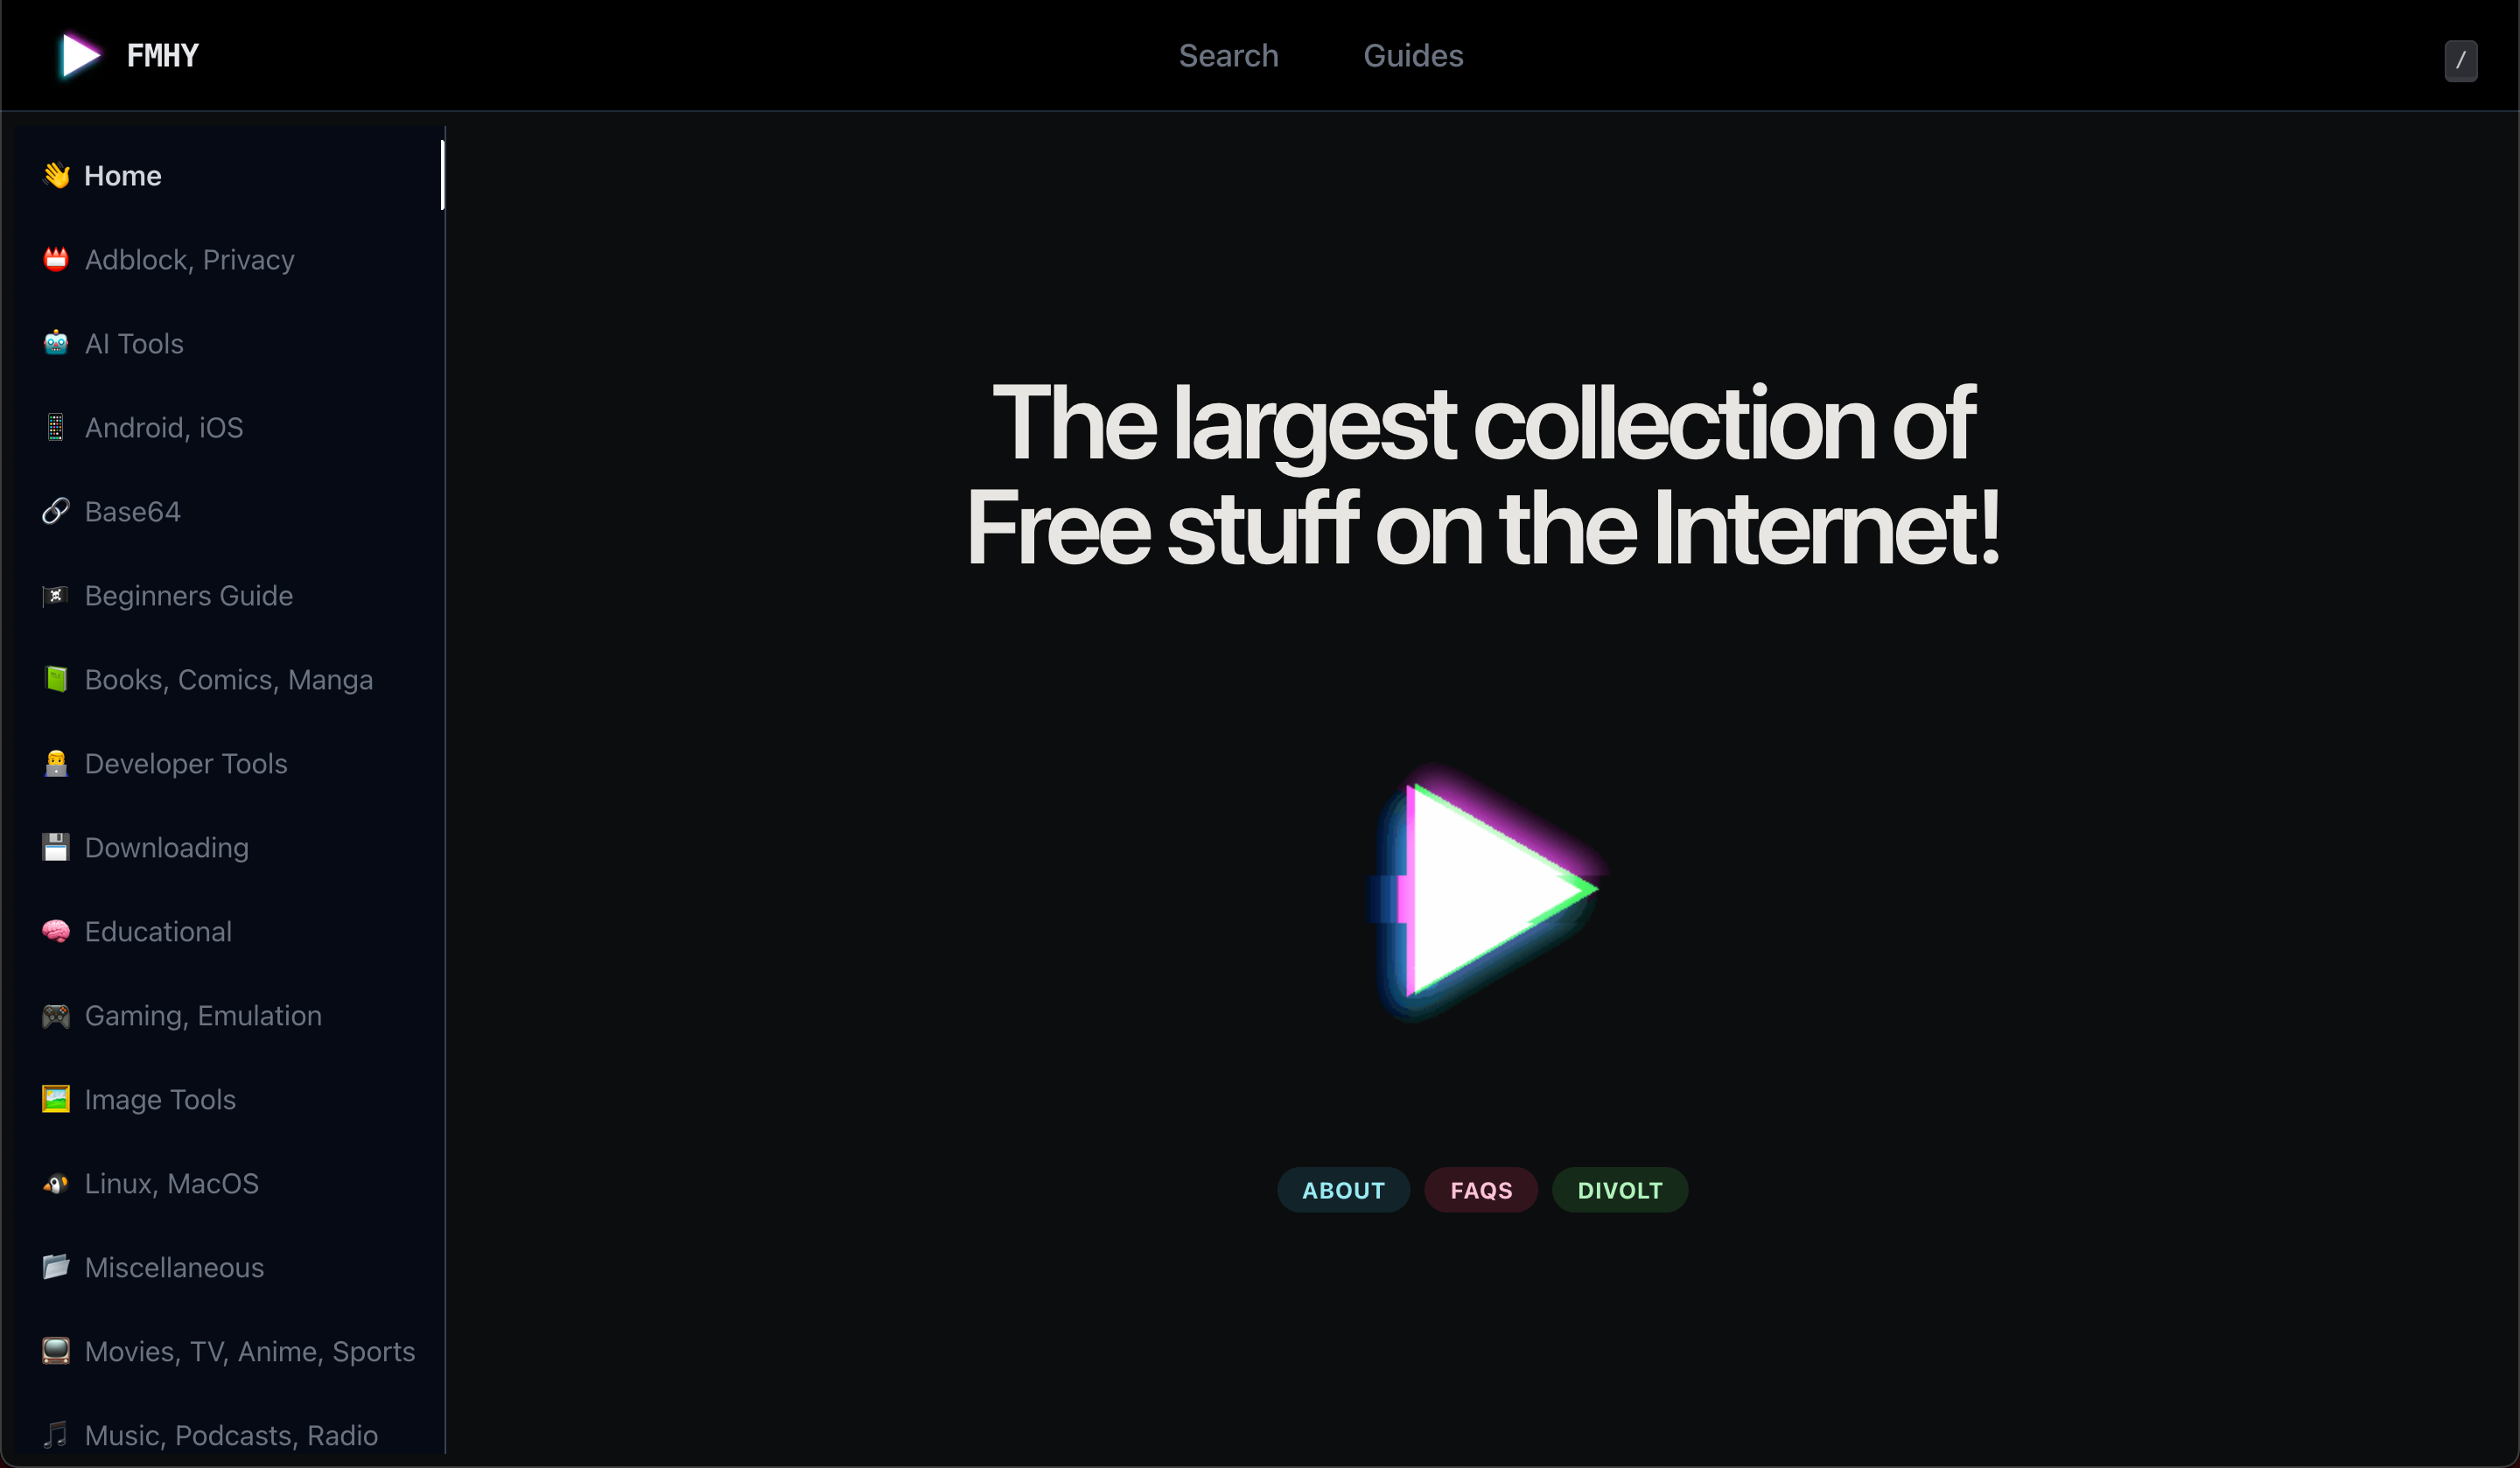 FMHY
Search
Guides
/
Home
Adblock, Privacy
AI Tools
Android, iOS
Base64
Beginners Guide
Books, Comics, Manga
Developer Tools
Downloading
Educational
Gaming, Emulation
Image Tools
Linux, MacOS
Miscellaneous
Movies, TV, Anime, Sports
Music, Podcasts, Radio
The largest collection of
Free stuff on the Internet!
ABOUT
FAQS
DIVOLT